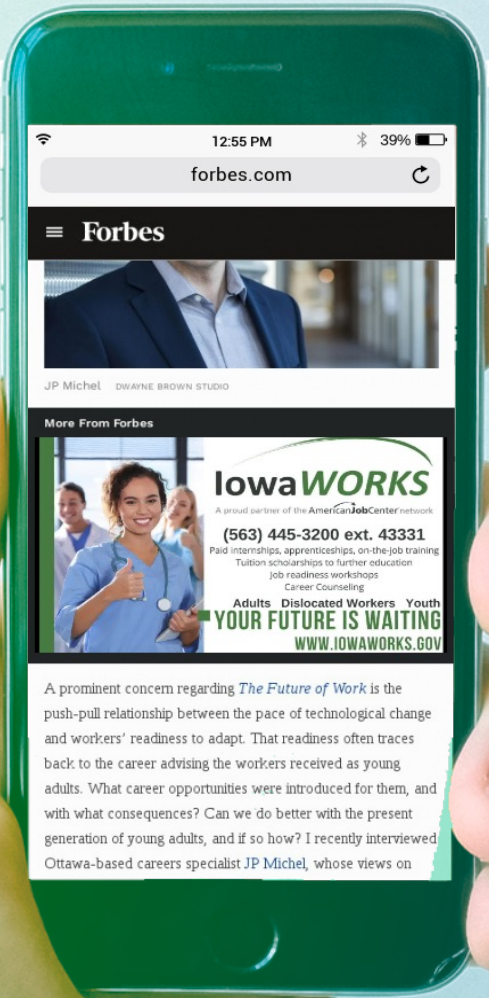 12:55 PM
39%
forbes.com
Forbes
JP Michel DWAYNE BROWN STUDIO
More From Forbes
IowaWORKS
A proud partner of the AmericanJobCenter network
(563) 445-3200 ext. 43331
Paid internships, apprenticeships, on-the-job training
Tuition scholarships to further education
Job readiness workshops
Career Counseling
Adults Dislocated Workers Youth
YOUR FUTURE IS WAITING
WWW.IOWAWORKS.GOV
A prominent concern regarding The Future of Work is the
push-pull relationship between the pace of technological change
and workers' readiness to adapt. That readiness often traces
back to the career advising the workers received as young
adults. What career opportunities were introduced for them, and
with what consequences? Can we do better with the present
generation of young adults, and if so how? I recently interviewed
Ottawa-based careers specialist JP Michel, whose views on